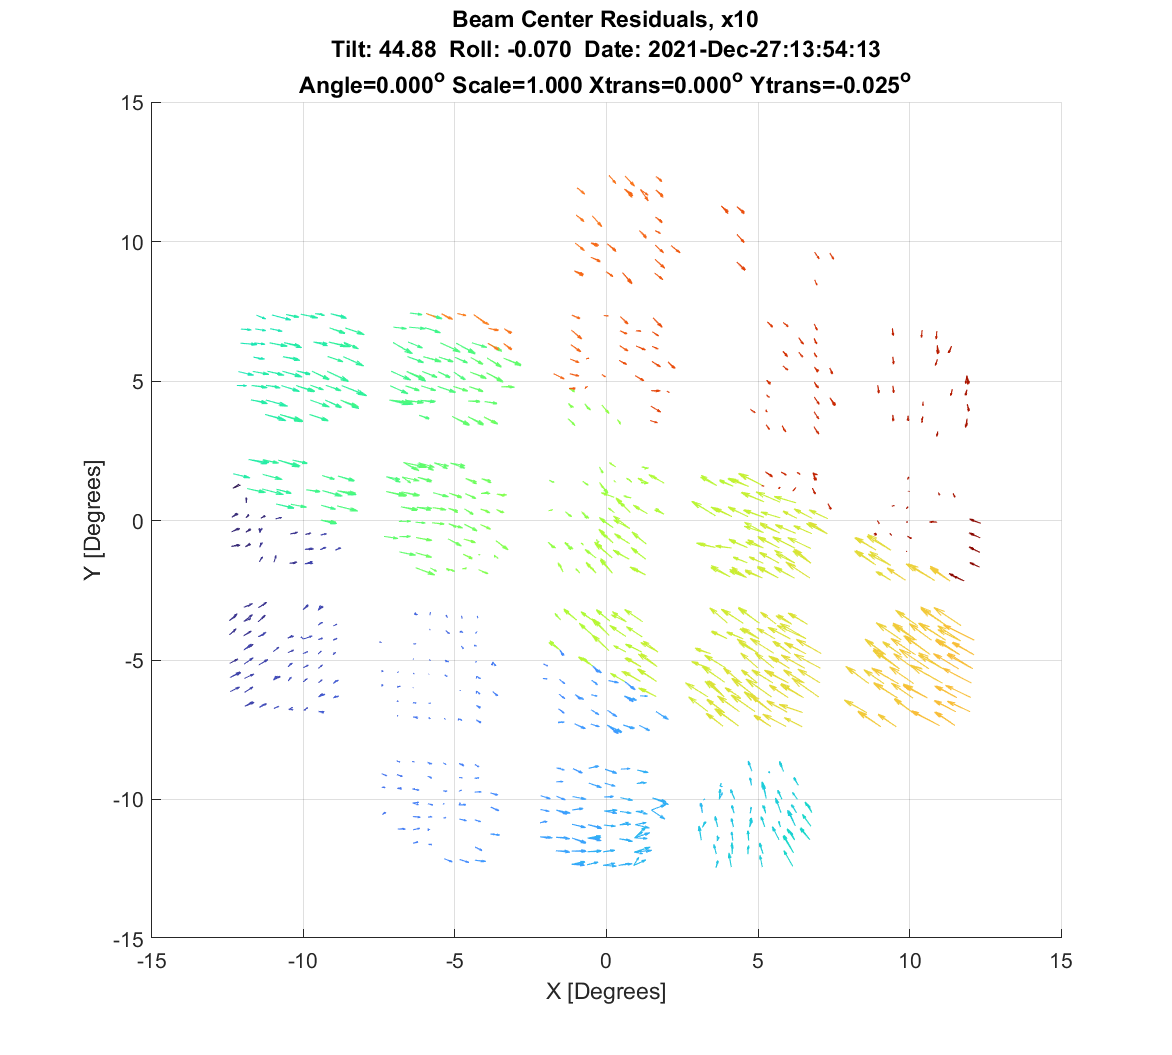 Beam Center Residuals, x10
Tilt: 44.88 Roll: -0.070 Date: 2021-Dec-27:13:54:13
Angle=0.000° Scale=1.000 Xtrans=0.000° Ytrans=-0.025°
15
10
5
0
-5
-10
-15
Y [Degrees]
-15 -10 -5 0 5 10 15
X [Degrees]